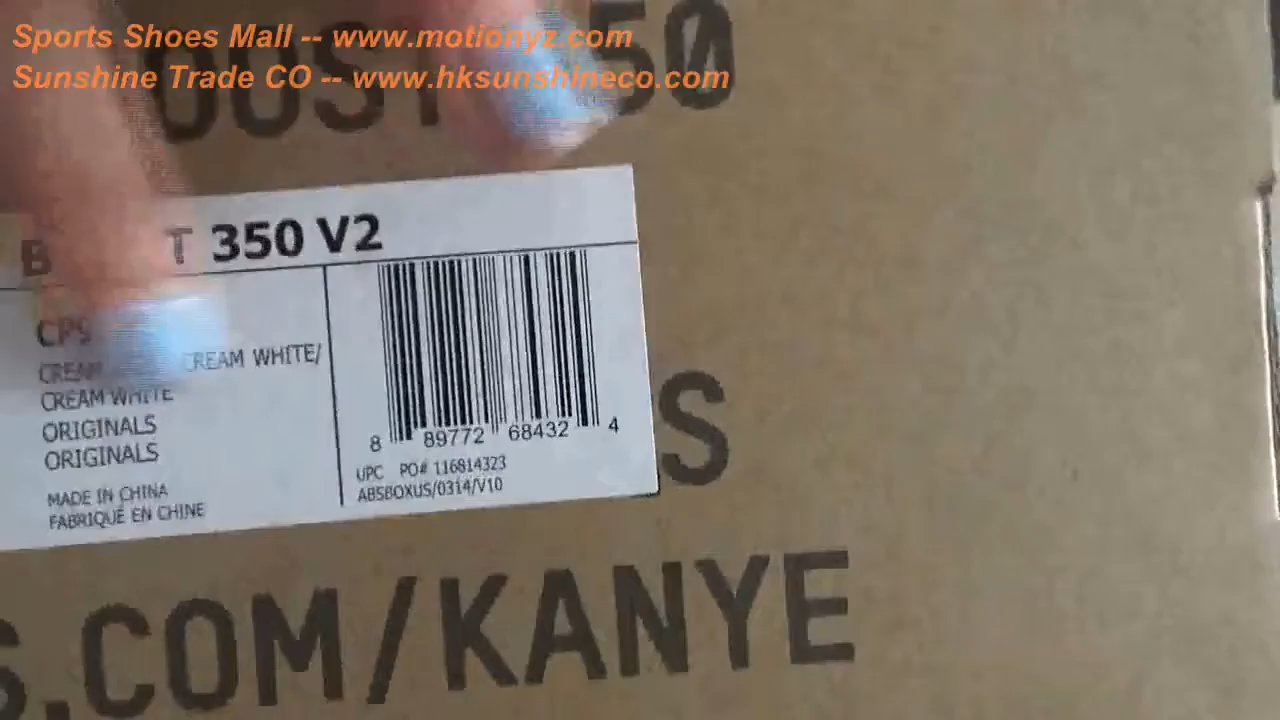 Sports Shoes Mall -- www.motionyz.com
Sunshine Trade CO -- www.hksunshineco.com
OOST 350
B T 350 V2
CP9
CREAM CREAM WHITE/
CREAM WHITE
ORIGINALS
ORIGINALS
MADE IN CHINA
FABRIQUÉ EN CHINE
8 89772 68432 4
UPC PO# 116814323
ABSBOXUS/0314/V10
S
S.COM/KANYE